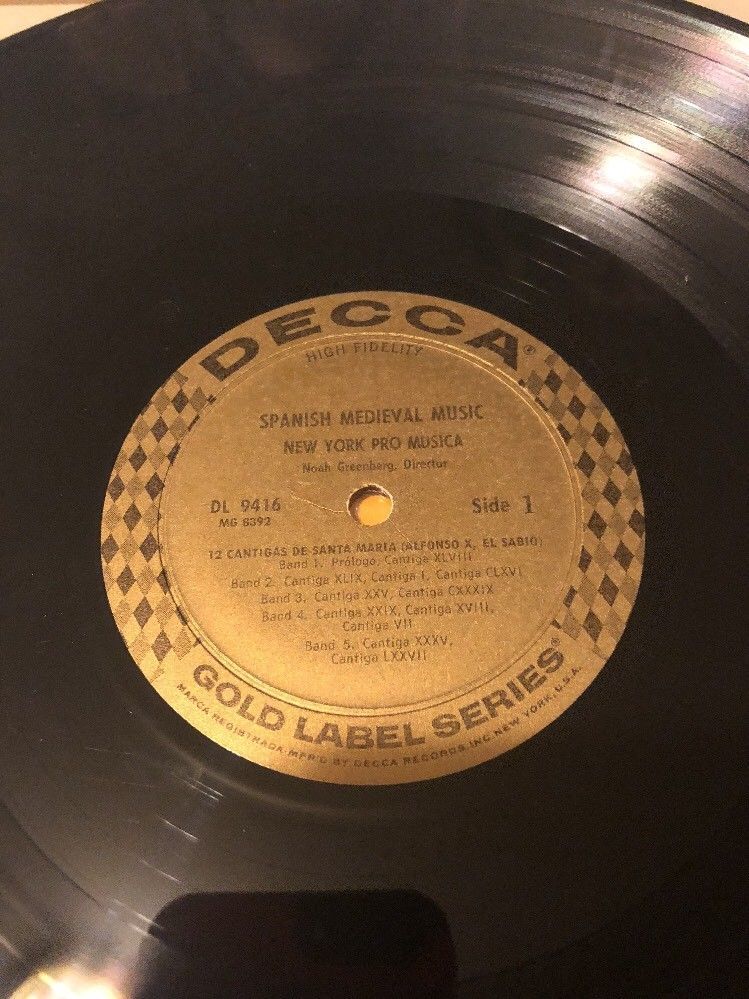 DECCA®
HIGH FIDELITY
SPANISH MEDIEVAL MUSIC
NEW YORK PRO MUSICA
Noah Greenberg, Director
DL 9416
MG 8392
Side 1
12 CANTIGAS DE SANTA MARIA (ALFONSO X, EL SABIO)
Band 1. Prólogo, Cantiga XLVIII
Band 2. Cantiga XLIX, Cantiga I, Cantiga CLXVI
Band 3. Cantiga XXV, Cantiga CXXXIX
Band 4. Cantiga XXIX, Cantiga XVIII,
Cantiga VII
Band 5. Cantiga XXXV,
Cantiga LXXVII
GOLD LABEL SERIES®
MARCA REGISTRADA-MFR'D BY DECCA RECORDS INC. NEW YORK, U.S.A.